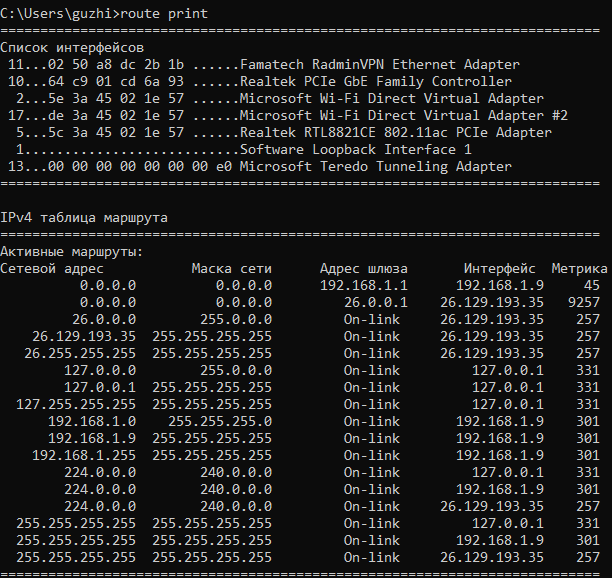 C:\Users\guzhi>route print
===========================================================================
Список интерфейсов
 11...02 50 a8 dc 2b 1b ......Famatech RadminVPN Ethernet Adapter
 10...64 c9 01 cd 6a 93 ......Realtek PCIe GbE Family Controller
  2...5e 3a 45 02 1e 57 ......Microsoft Wi-Fi Direct Virtual Adapter
 17...de 3a 45 02 1e 57 ......Microsoft Wi-Fi Direct Virtual Adapter #2
  5...5c 3a 45 02 1e 57 ......Realtek RTL8821CE 802.11ac PCIe Adapter
  1...........................Software Loopback Interface 1
 13...00 00 00 00 00 00 00 e0 Microsoft Teredo Tunneling Adapter
===========================================================================
IPv4 таблица маршрута
===========================================================================
Активные маршруты:
Сетевой адрес           Маска сети      Адрес шлюза       Интерфейс  Метрика
          0.0.0.0          0.0.0.0      192.168.1.1      192.168.1.9     45
          0.0.0.0          0.0.0.0         26.0.0.1    26.129.193.35   9257
         26.0.0.0        255.0.0.0         On-link     26.129.193.35    257
    26.129.193.35  255.255.255.255         On-link     26.129.193.35    257
   26.255.255.255  255.255.255.255         On-link     26.129.193.35    257
        127.0.0.0        255.0.0.0         On-link         127.0.0.1    331
        127.0.0.1  255.255.255.255         On-link         127.0.0.1    331
  127.255.255.255  255.255.255.255         On-link         127.0.0.1    331
      192.168.1.0    255.255.255.0         On-link       192.168.1.9    301
      192.168.1.9  255.255.255.255         On-link       192.168.1.9    301
    192.168.1.255  255.255.255.255         On-link       192.168.1.9    301
        224.0.0.0        240.0.0.0         On-link         127.0.0.1    331
        224.0.0.0        240.0.0.0         On-link       192.168.1.9    301
        224.0.0.0        240.0.0.0         On-link     26.129.193.35    257
  255.255.255.255  255.255.255.255         On-link         127.0.0.1    331
  255.255.255.255  255.255.255.255         On-link       192.168.1.9    301
  255.255.255.255  255.255.255.255         On-link     26.129.193.35    257
===========================================================================